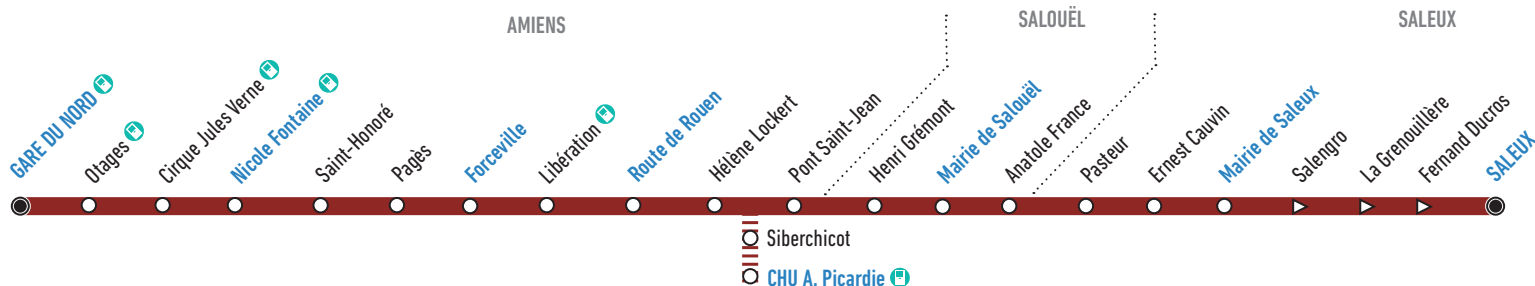 AMIENS
SALOUËL
SALEUX
GARE DU NORD
Otages
Cirque Jules Verne
Nicole Fontaine
Saint-Honoré
Pagès
Forceville
Libération
Route de Rouen
Hélène Lockert
Pont Saint-Jean
Henri Grémont
Mairie de Salouël
Anatole France
Pasteur
Ernest Cauvin
Mairie de Saleux
Salengro
La Grenouillère
Fernand Ducros
SALEUX
Siberchicot
CHU A. Picardie